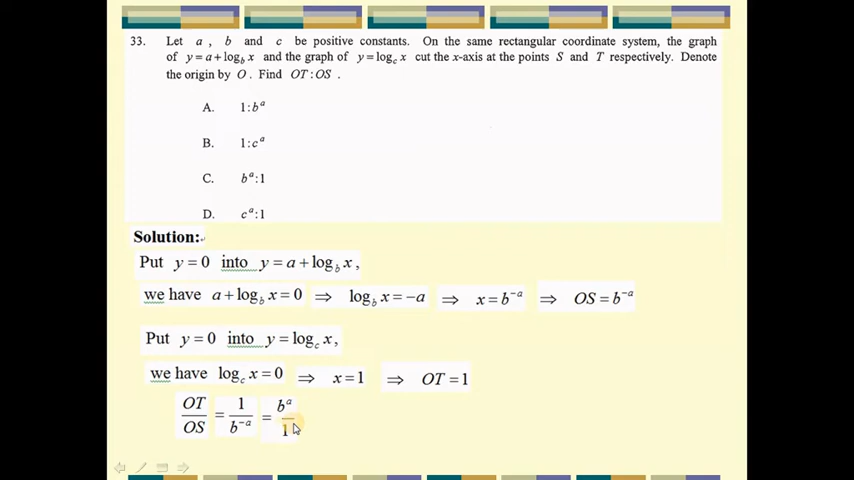 33. Let a , b and c be positive constants. On the same rectangular coordinate system, the graph
of y = a + log_b x and the graph of y = log_c x cut the x-axis at the points S and T respectively. Denote
the origin by O . Find OT : OS .
A. 1 : b^a
B. 1 : c^a
C. b^a : 1
D. c^a : 1
Solution:
Put y = 0 into y = a + log_b x,
we have a + log_b x = 0 ⇒ log_b x = −a ⇒ x = b^{−a} ⇒ OS = b^{−a}
Put y = 0 into y = log_c x,
we have log_c x = 0 ⇒ x = 1 ⇒ OT = 1
OT/OS = 1/b^{−a} = b^a/1